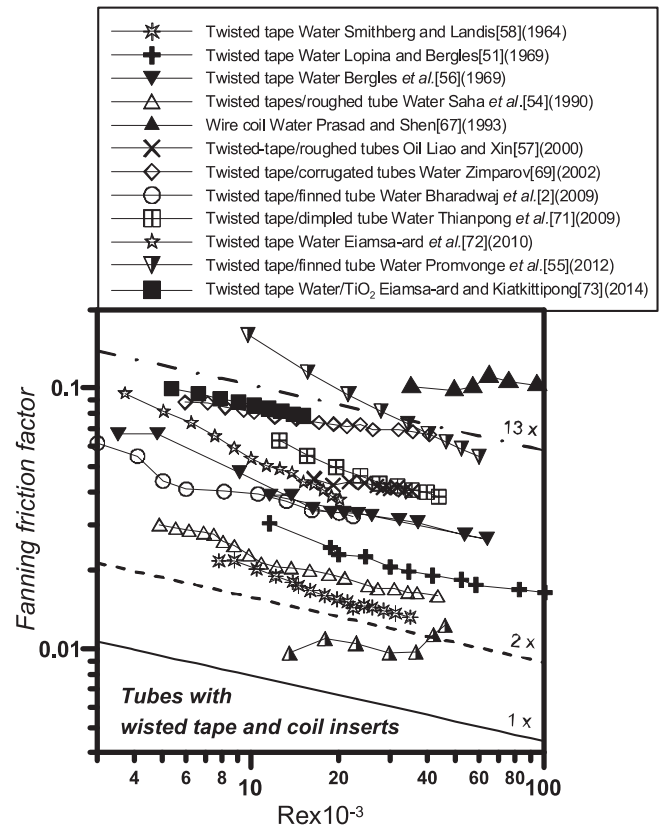 Twisted tape Water Smithberg and Landis[58](1964)
Twisted tape Water Lopina and Bergles[51](1969)
Twisted tape Water Bergles et al.[56](1969)
Twisted tapes/roughed tube Water Saha et al.[54](1990)
Wire coil Water Prasad and Shen[67](1993)
Twisted-tape/roughed tubes Oil Liao and Xin[57](2000)
Twisted tape/corrugated tubes Water Zimparov[69](2002)
Twisted tape/finned tube Water Bharadwaj et al.[2](2009)
Twisted tape/dimpled tube Water Thianpong et al.[71](2009)
Twisted tape Water Eiamsa-ard et al.[72](2010)
Twisted tape/finned tube Water Promvonge et al.[55](2012)
Twisted tape Water/TiO₂ Eiamsa-ard and Kiatkittipong[73](2014)
Fanning friction factor
0.1
0.01
13 x
2 x
1 x
Tubes with
wisted tape and coil inserts
4 6 8 10 20 40 60 80 100
Rex10⁻³